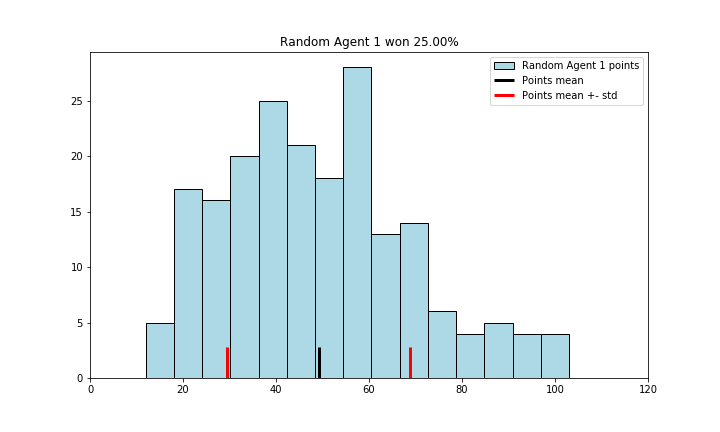 Random Agent 1 won 25.00%
Random Agent 1 points
Points mean
Points mean +- std
25
20
15
10
5
0
0 20 40 60 80 100 120